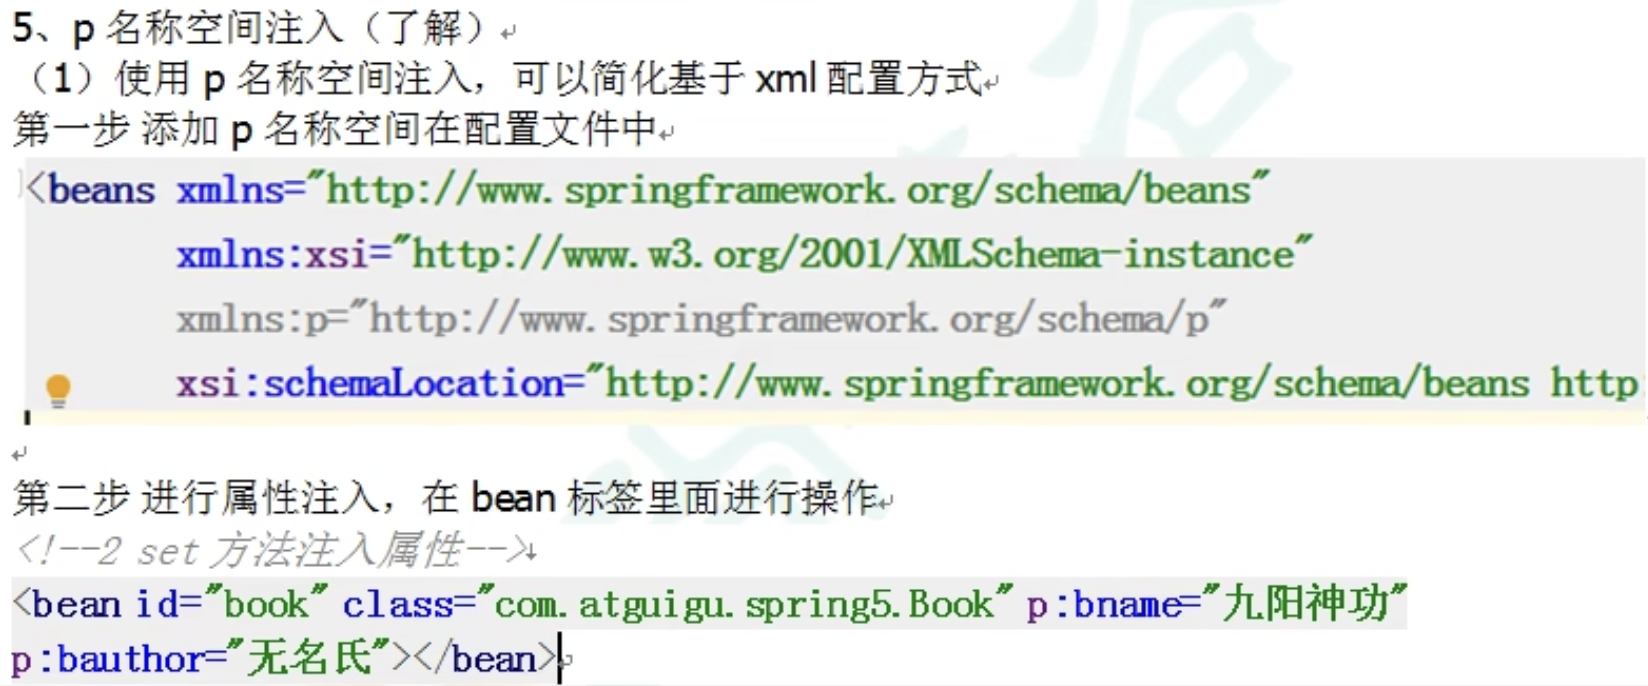 5、p 名称空间注入（了解）
（1）使用 p 名称空间注入，可以简化基于 xml 配置方式
第一步 添加 p 名称空间在配置文件中
<beans xmlns="http://www.springframework.org/schema/beans"
xmlns:xsi="http://www.w3.org/2001/XMLSchema-instance"
xmlns:p="http://www.springframework.org/schema/p"
xsi:schemaLocation="http://www.springframework.org/schema/beans http:
第二步 进行属性注入，在 bean 标签里面进行操作
<!--2 set 方法注入属性-->
<bean id="book" class="com.atguigu.spring5.Book" p:bname="九阳神功"
p:bauthor="无名氏"></bean>